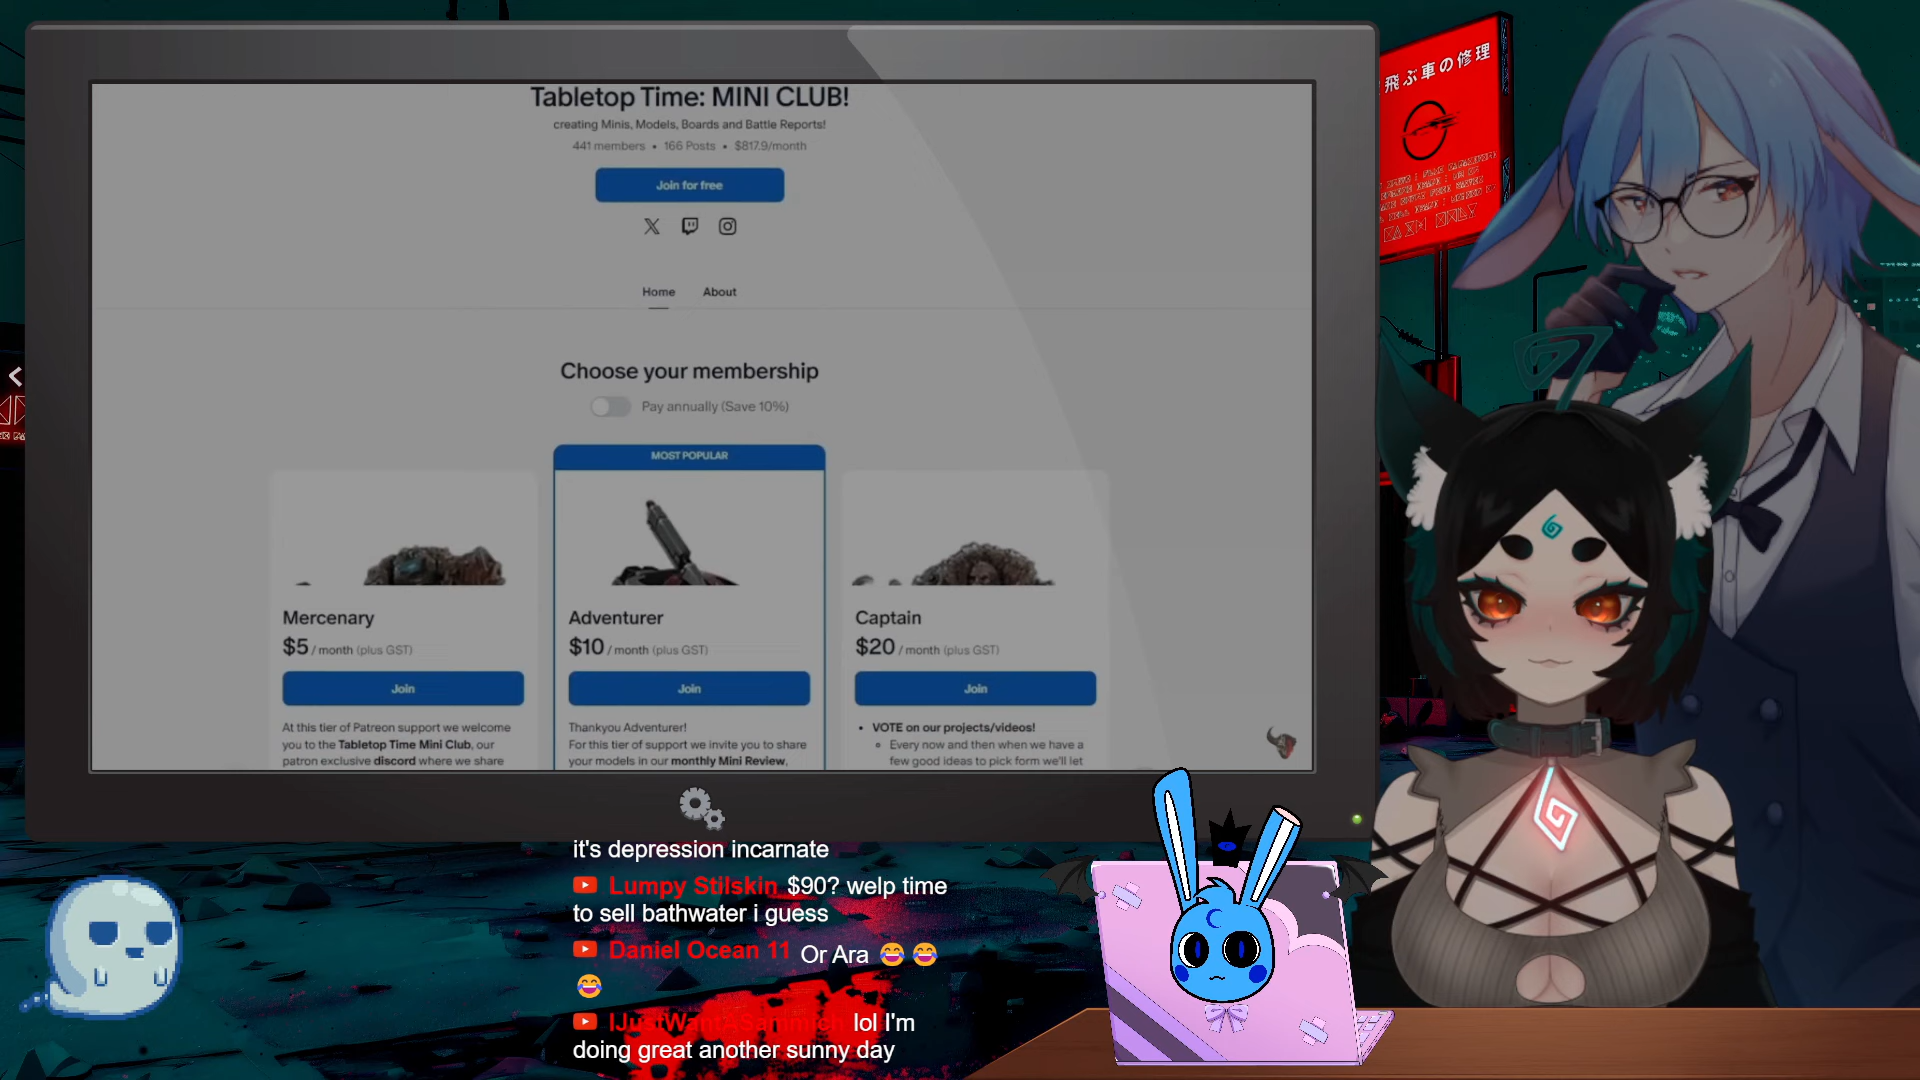 Tabletop Time: MINI CLUB!
creating Minis, Models, Boards and Battle Reports!
441 members • 166 Posts • $817.9/month
Join for free
Home About
Choose your membership
Pay annually (Save 10%)
MOST POPULAR
Mercenary
$5 / month (plus GST)
Join
At this tier of Patreon support we welcome
you to the Tabletop Time Mini Club, our
patron exclusive discord where we share
Adventurer
$10 / month (plus GST)
Join
Thankyou Adventurer!
For this tier of support we invite you to share
your models in our monthly Mini Review,
Captain
$20 / month (plus GST)
Join
• VOTE on our projects/videos!
Every now and then when we have a
few good ideas to pick form we'll let
飛ぶ車の修理
it's depression incarnate
Lumpy Stilskin $90? welp time
to sell bathwater i guess
Daniel Ocean 11 Or Ara 😂 😂
😂
IJustWantASammich lol I'm
doing great another sunny day